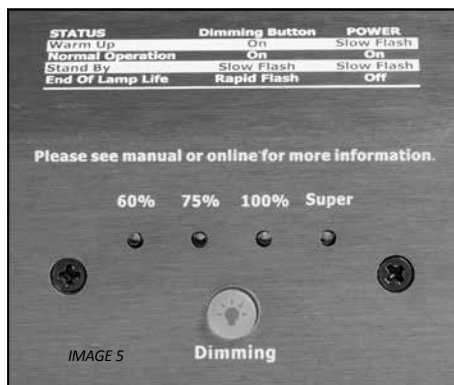 STATUS Dimming Button POWER
Warm Up On Slow Flash
Normal Operation On On
Stand By Slow Flash Slow Flash
End Of Lamp Life Rapid Flash Off
Please see manual or online for more information.
60% 75% 100% Super
Dimming
IMAGE 5